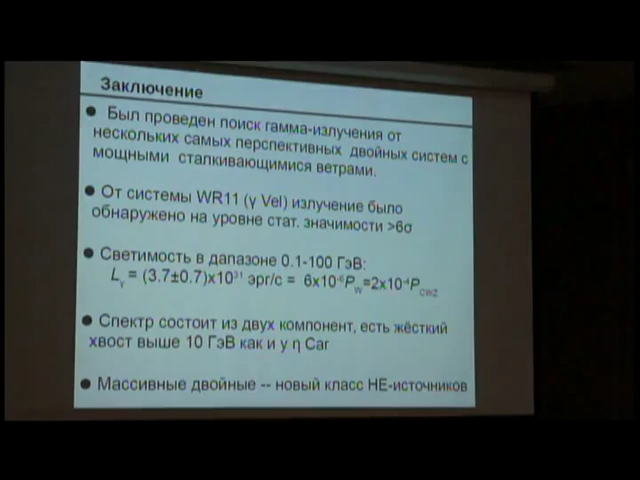 Заключение
● Был проведен поиск гамма-излучения от
нескольких самых перспективных двойных систем с
мощными сталкивающимися ветрами.
● От системы WR11 (γ Vel) излучение было
обнаружено на уровне стат. значимости >6σ
● Светимость в дапазоне 0.1-100 ГэВ:
Lγ = (3.7±0.7)x10³¹ эрг/с = 6x10⁻⁶PW=2x10⁻⁴PCWZ
● Спектр состоит из двух компонент, есть жёсткий
хвост выше 10 ГэВ как и у η Car
● Массивные двойные -- новый класс HE-источников